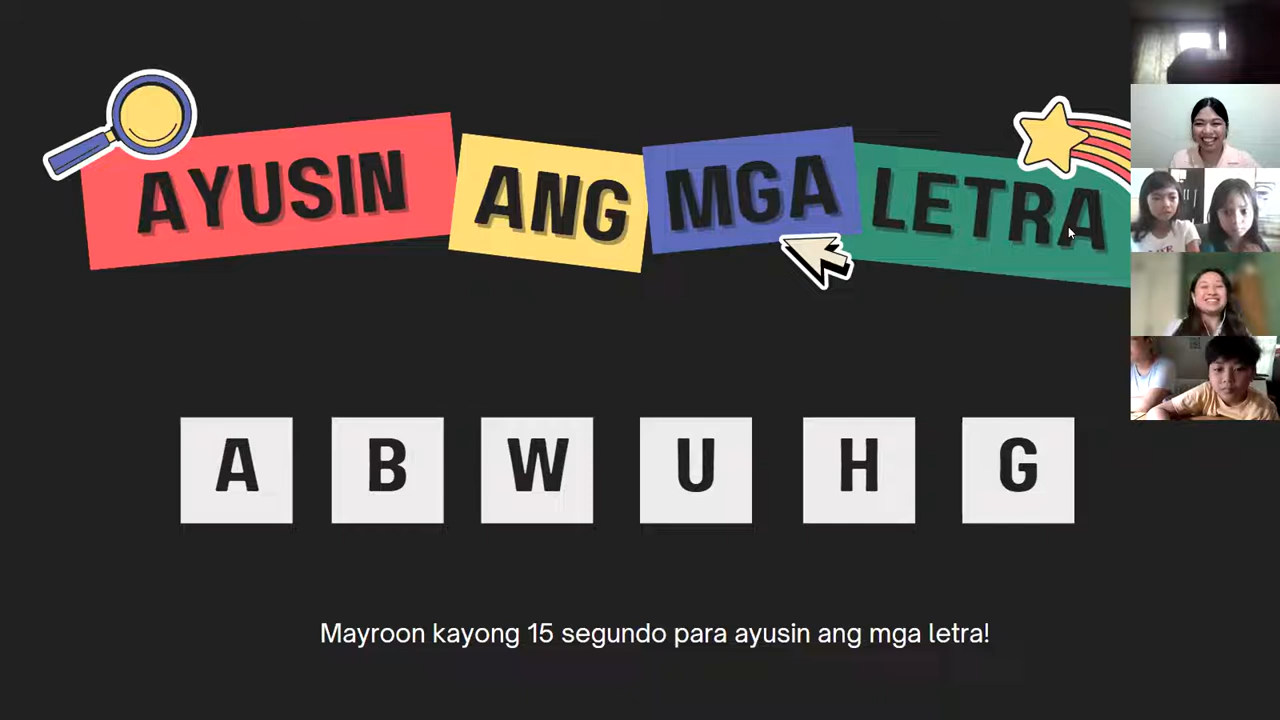 AYUSIN ANG MGA LETRA
A B W U H G
Mayroon kayong 15 segundo para ayusin ang mga letra!